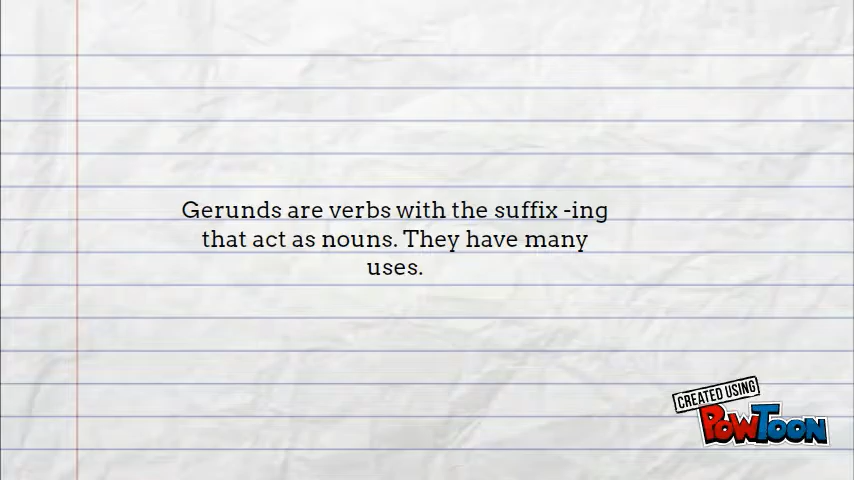 Gerunds are verbs with the suffix -ing
that act as nouns. They have many
uses.
CREATED USING
POWTOON